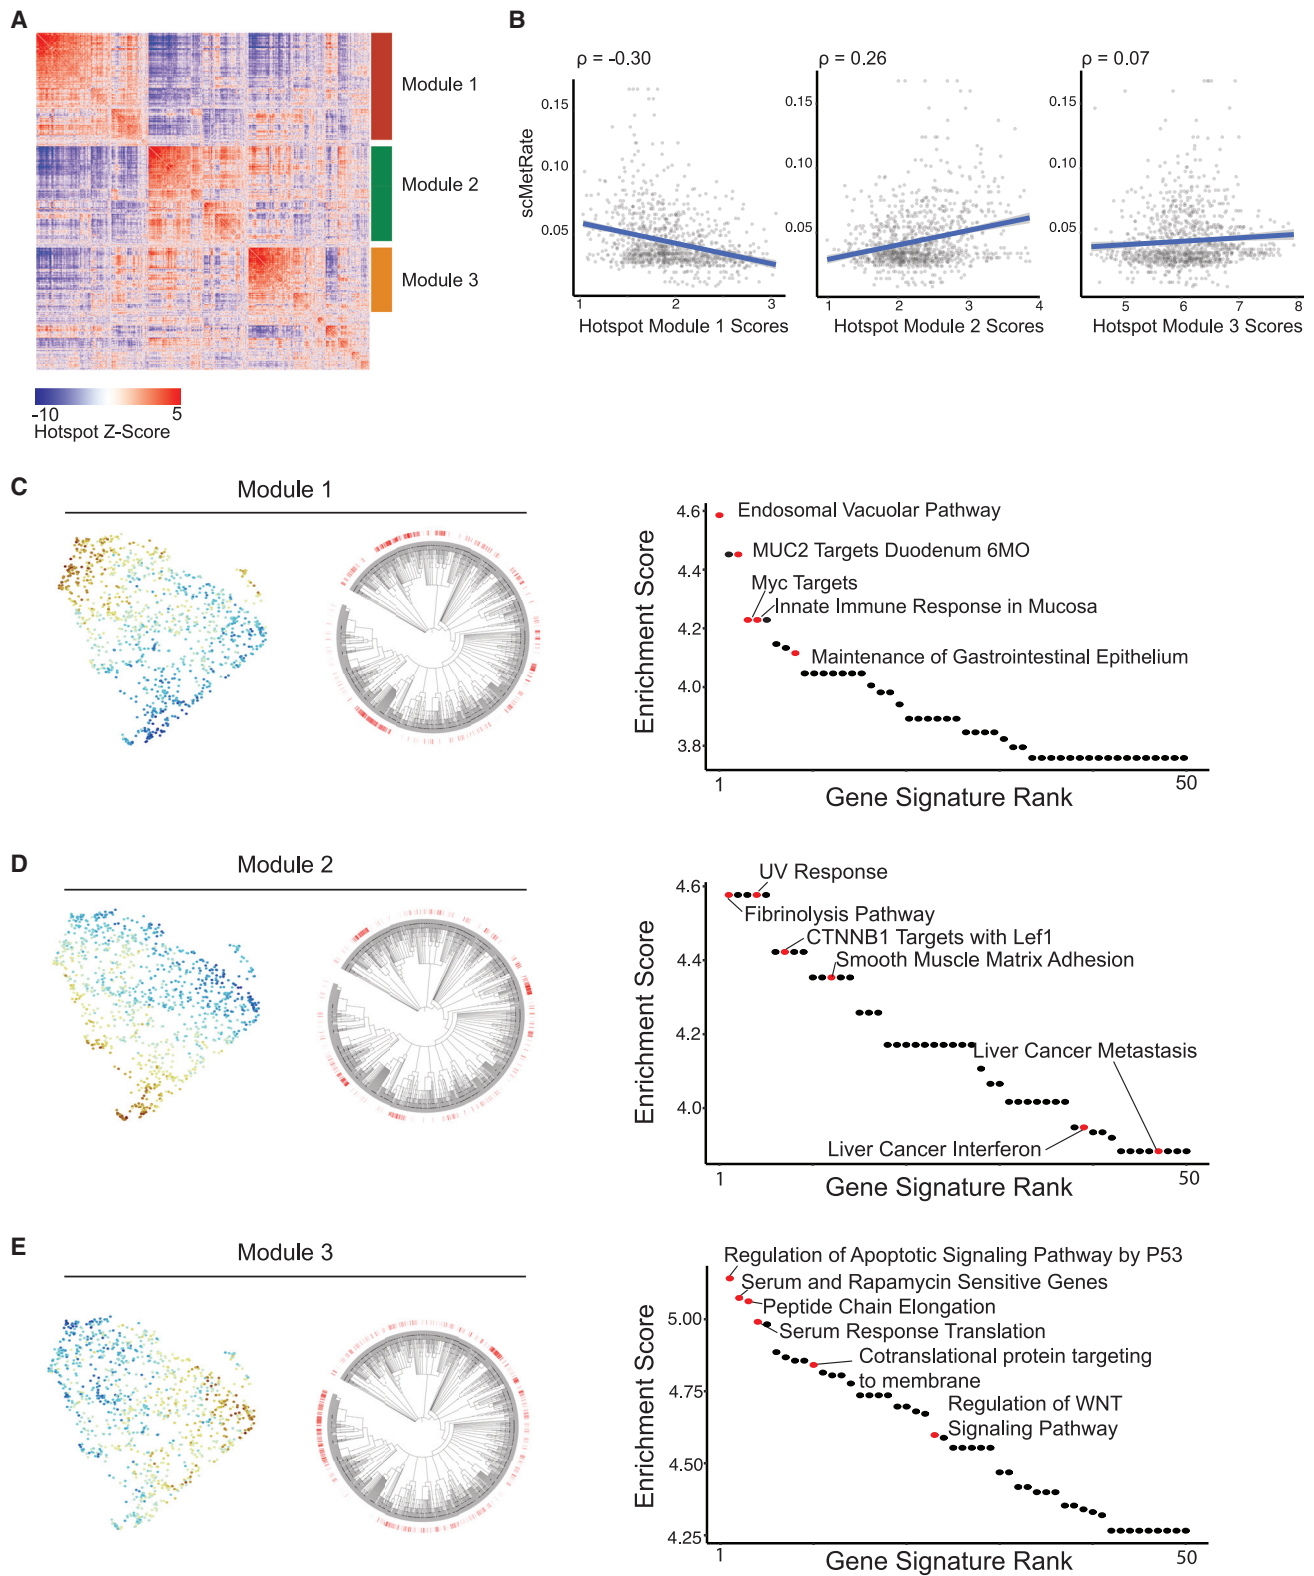 A
Module 1
Module 2
Module 3
-10
5
Hotspot Z-Score
B
ρ = -0.30
ρ = 0.26
ρ = 0.07
scMetRate
0.15
0.10
0.05
1
2
3
Hotspot Module 1 Scores
0.15
0.10
0.05
1
2
3
4
Hotspot Module 2 Scores
0.15
0.10
0.05
5
6
7
8
Hotspot Module 3 Scores
C
Module 1
Enrichment Score
4.6
4.4
4.2
4.0
3.8
Endosomal Vacuolar Pathway
MUC2 Targets Duodenum 6MO
Myc Targets
Innate Immune Response in Mucosa
Maintenance of Gastrointestinal Epithelium
1
50
Gene Signature Rank
D
Module 2
Enrichment Score
4.6
4.4
4.2
4.0
UV Response
Fibrinolysis Pathway
CTNNB1 Targets with Lef1
Smooth Muscle Matrix Adhesion
Liver Cancer Metastasis
Liver Cancer Interferon
1
50
Gene Signature Rank
E
Module 3
Enrichment Score
5.00
4.75
4.50
4.25
Regulation of Apoptotic Signaling Pathway by P53
Serum and Rapamycin Sensitive Genes
Peptide Chain Elongation
Serum Response Translation
Cotranslational protein targeting
to membrane
Regulation of WNT
Signaling Pathway
1
50
Gene Signature Rank